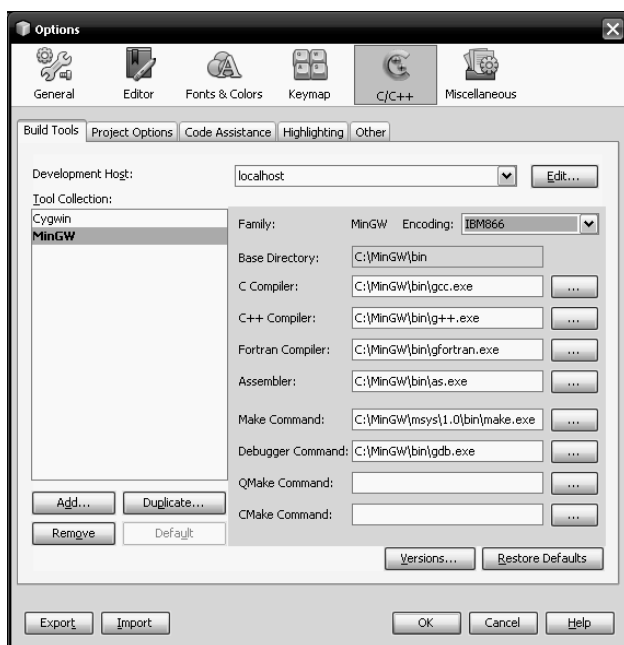 Options
General Editor Fonts & Colors Keymap C/C++ Miscellaneous
Build Tools Project Options Code Assistance Highlighting Other
Development Host: localhost Edit...
Tool Collection:
Cygwin
MinGW
Family: MinGW Encoding: IBM866
Base Directory: C:\MinGW\bin
C Compiler: C:\MinGW\bin\gcc.exe ...
C++ Compiler: C:\MinGW\bin\g++.exe ...
Fortran Compiler: C:\MinGW\bin\gfortran.exe ...
Assembler: C:\MinGW\bin\as.exe ...
Make Command: C:\MinGW\msys\1.0\bin\make.exe ...
Debugger Command: C:\MinGW\bin\gdb.exe ...
QMake Command: ...
CMake Command: ...
Add... Duplicate...
Remove Default
Versions... Restore Defaults
Export Import OK Cancel Help